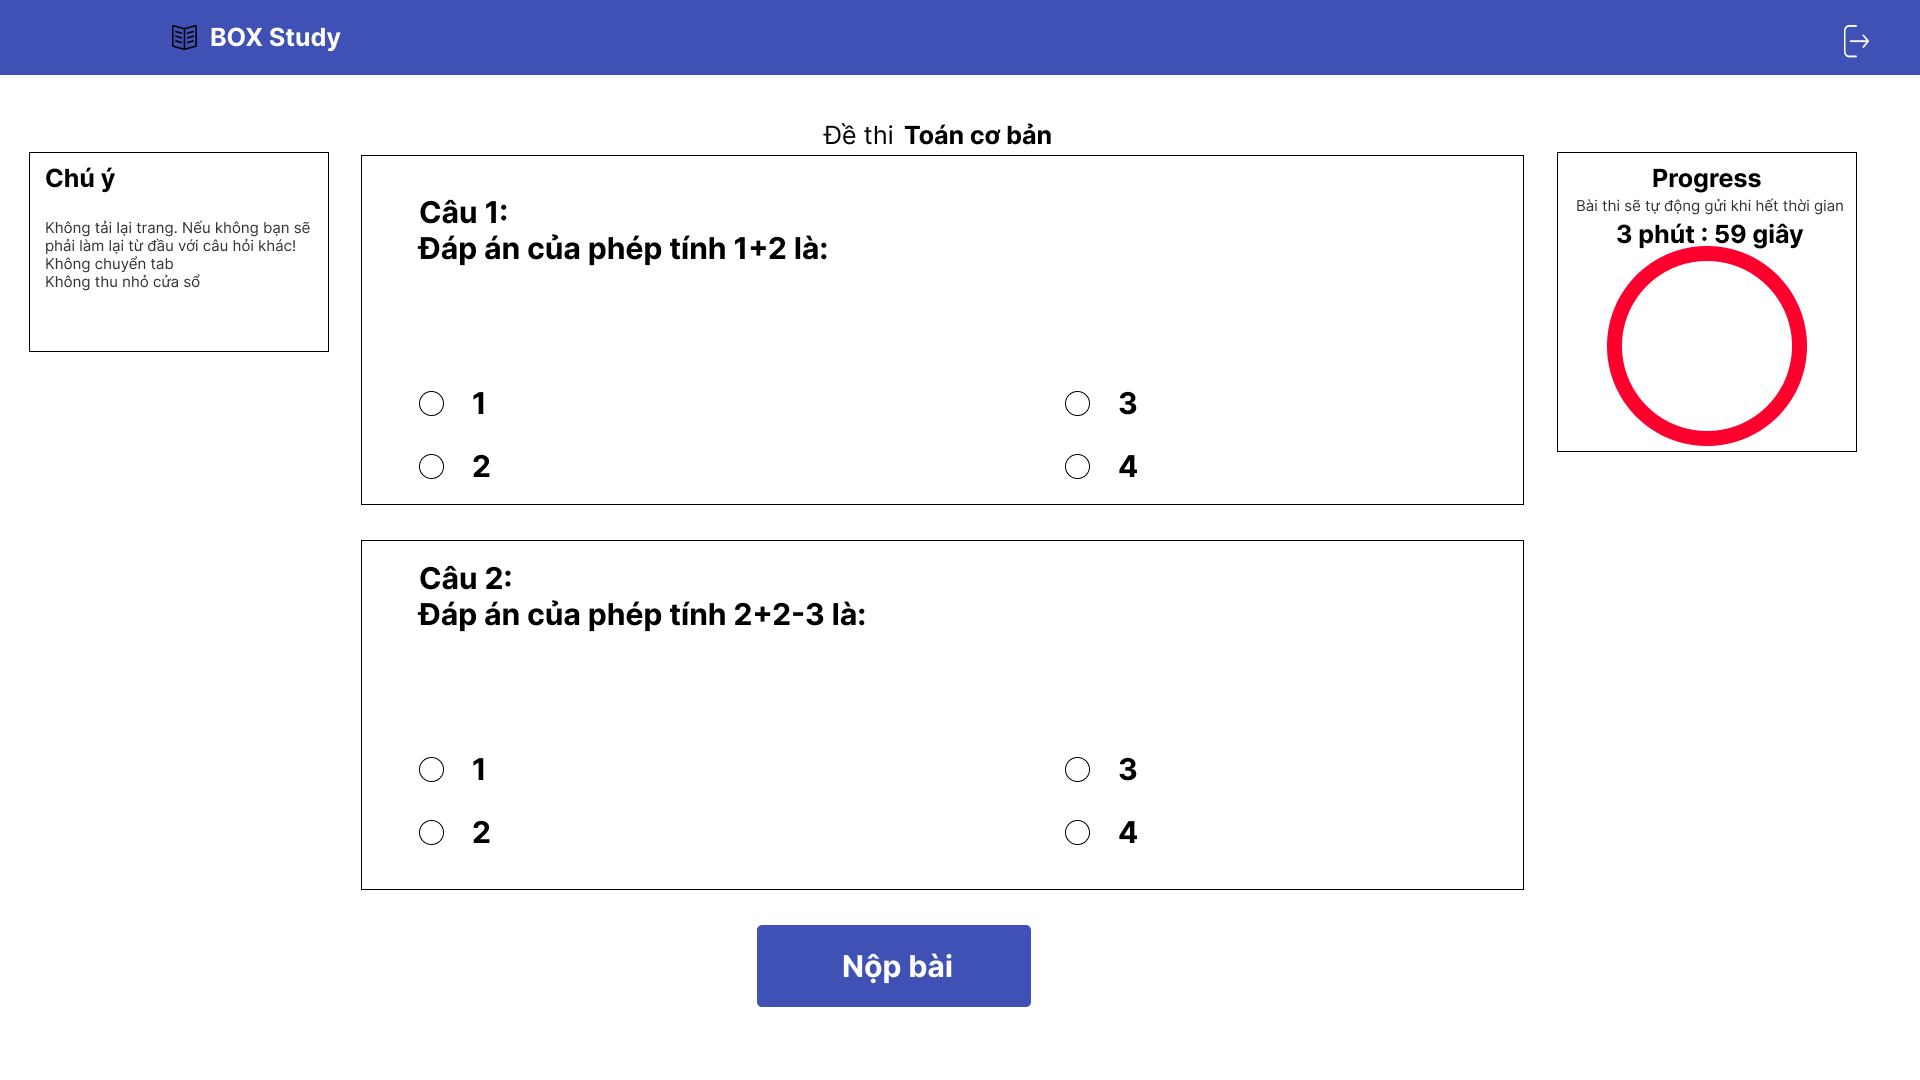 BOX Study
Đề thi Toán cơ bản
Chú ý
Không tải lại trang. Nếu không bạn sẽ
phải làm lại từ đầu với câu hỏi khác!
Không chuyển tab
Không thu nhỏ cửa sổ
Câu 1:
Đáp án của phép tính 1+2 là:
1
3
2
4
Câu 2:
Đáp án của phép tính 2+2-3 là:
1
3
2
4
Nộp bài
Progress
Bài thi sẽ tự động gửi khi hết thời gian
3 phút : 59 giây